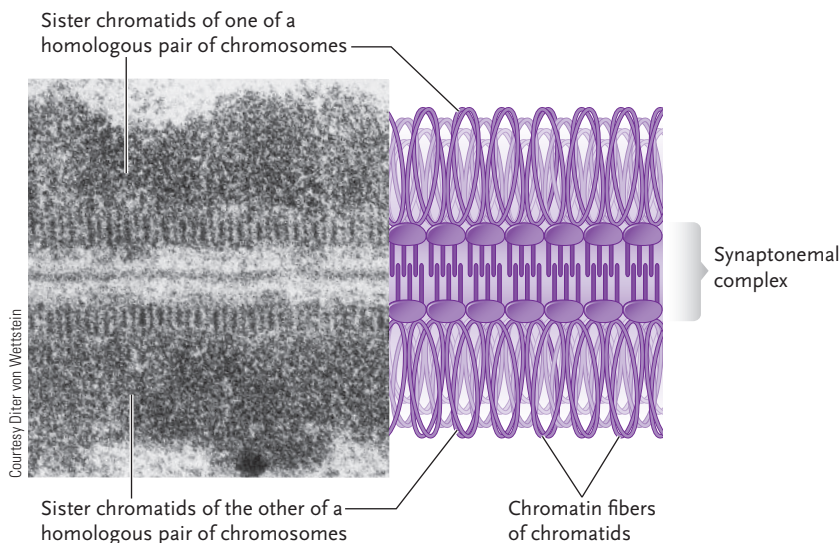 Sister chromatids of one of a
homologous pair of chromosomes
Synaptonemal
complex
Courtesy Diter von Wettstein
Sister chromatids of the other of a
homologous pair of chromosomes
Chromatin fibers
of chromatids